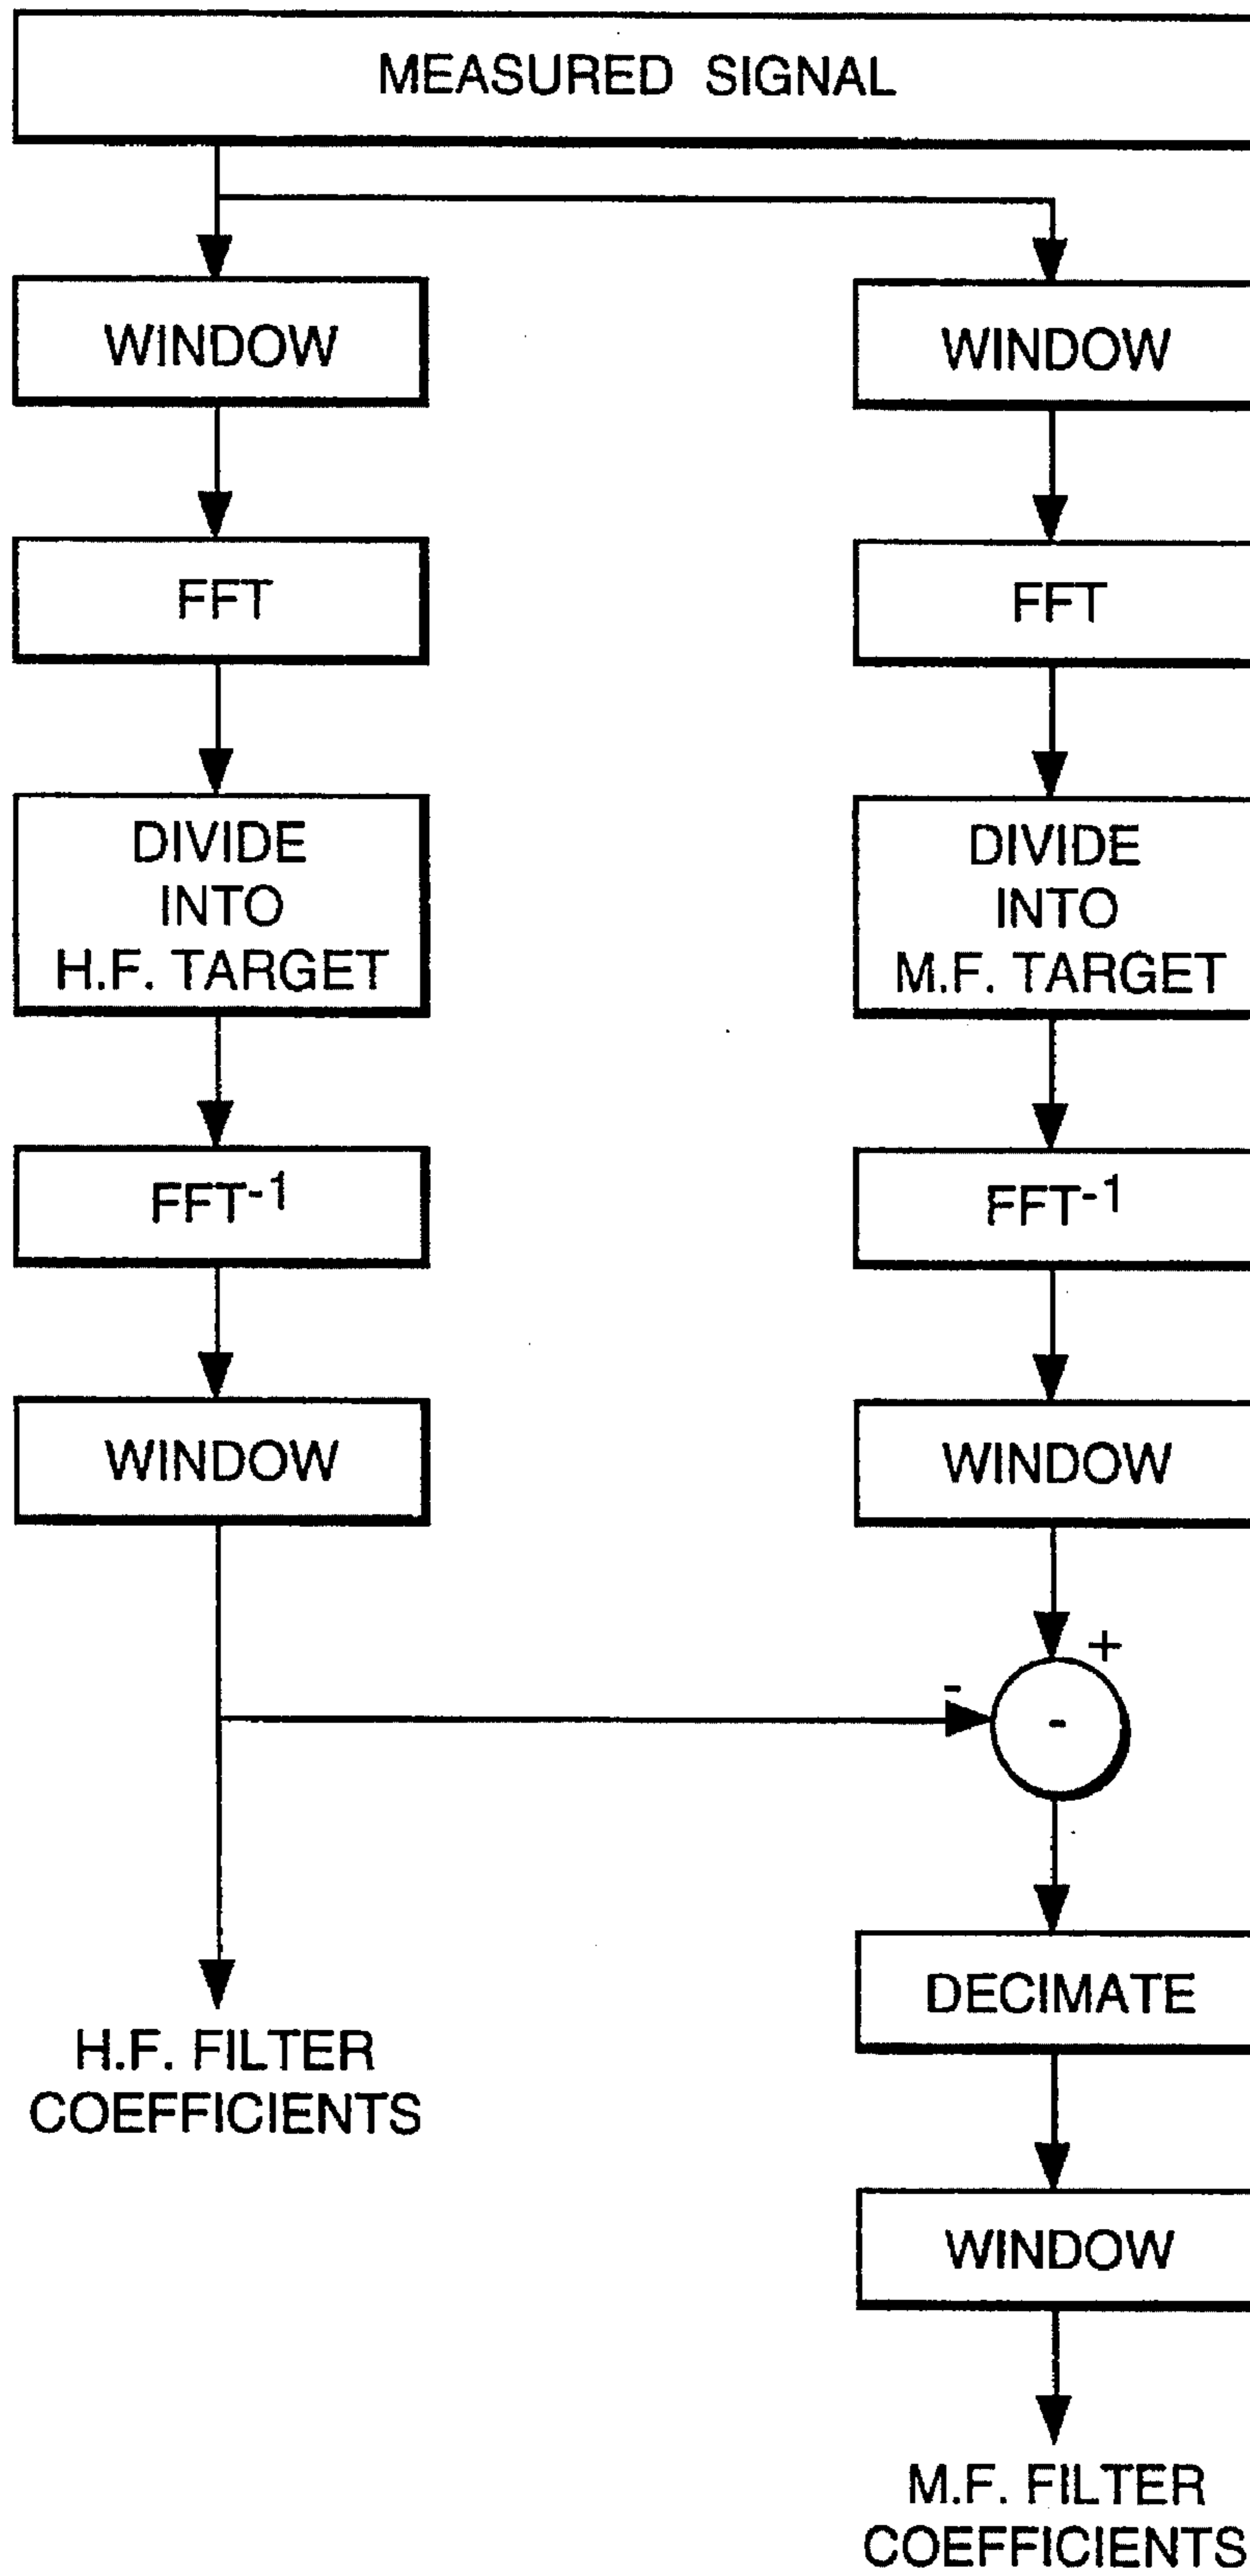 MEASURED SIGNAL
WINDOW
WINDOW
FFT
FFT
DIVIDE
INTO
H.F. TARGET
DIVIDE
INTO
M.F. TARGET
FFT-1
FFT-1
WINDOW
WINDOW
+
-
-
DECIMATE
H.F. FILTER
COEFFICIENTS
WINDOW
M.F. FILTER
COEFFICIENTS